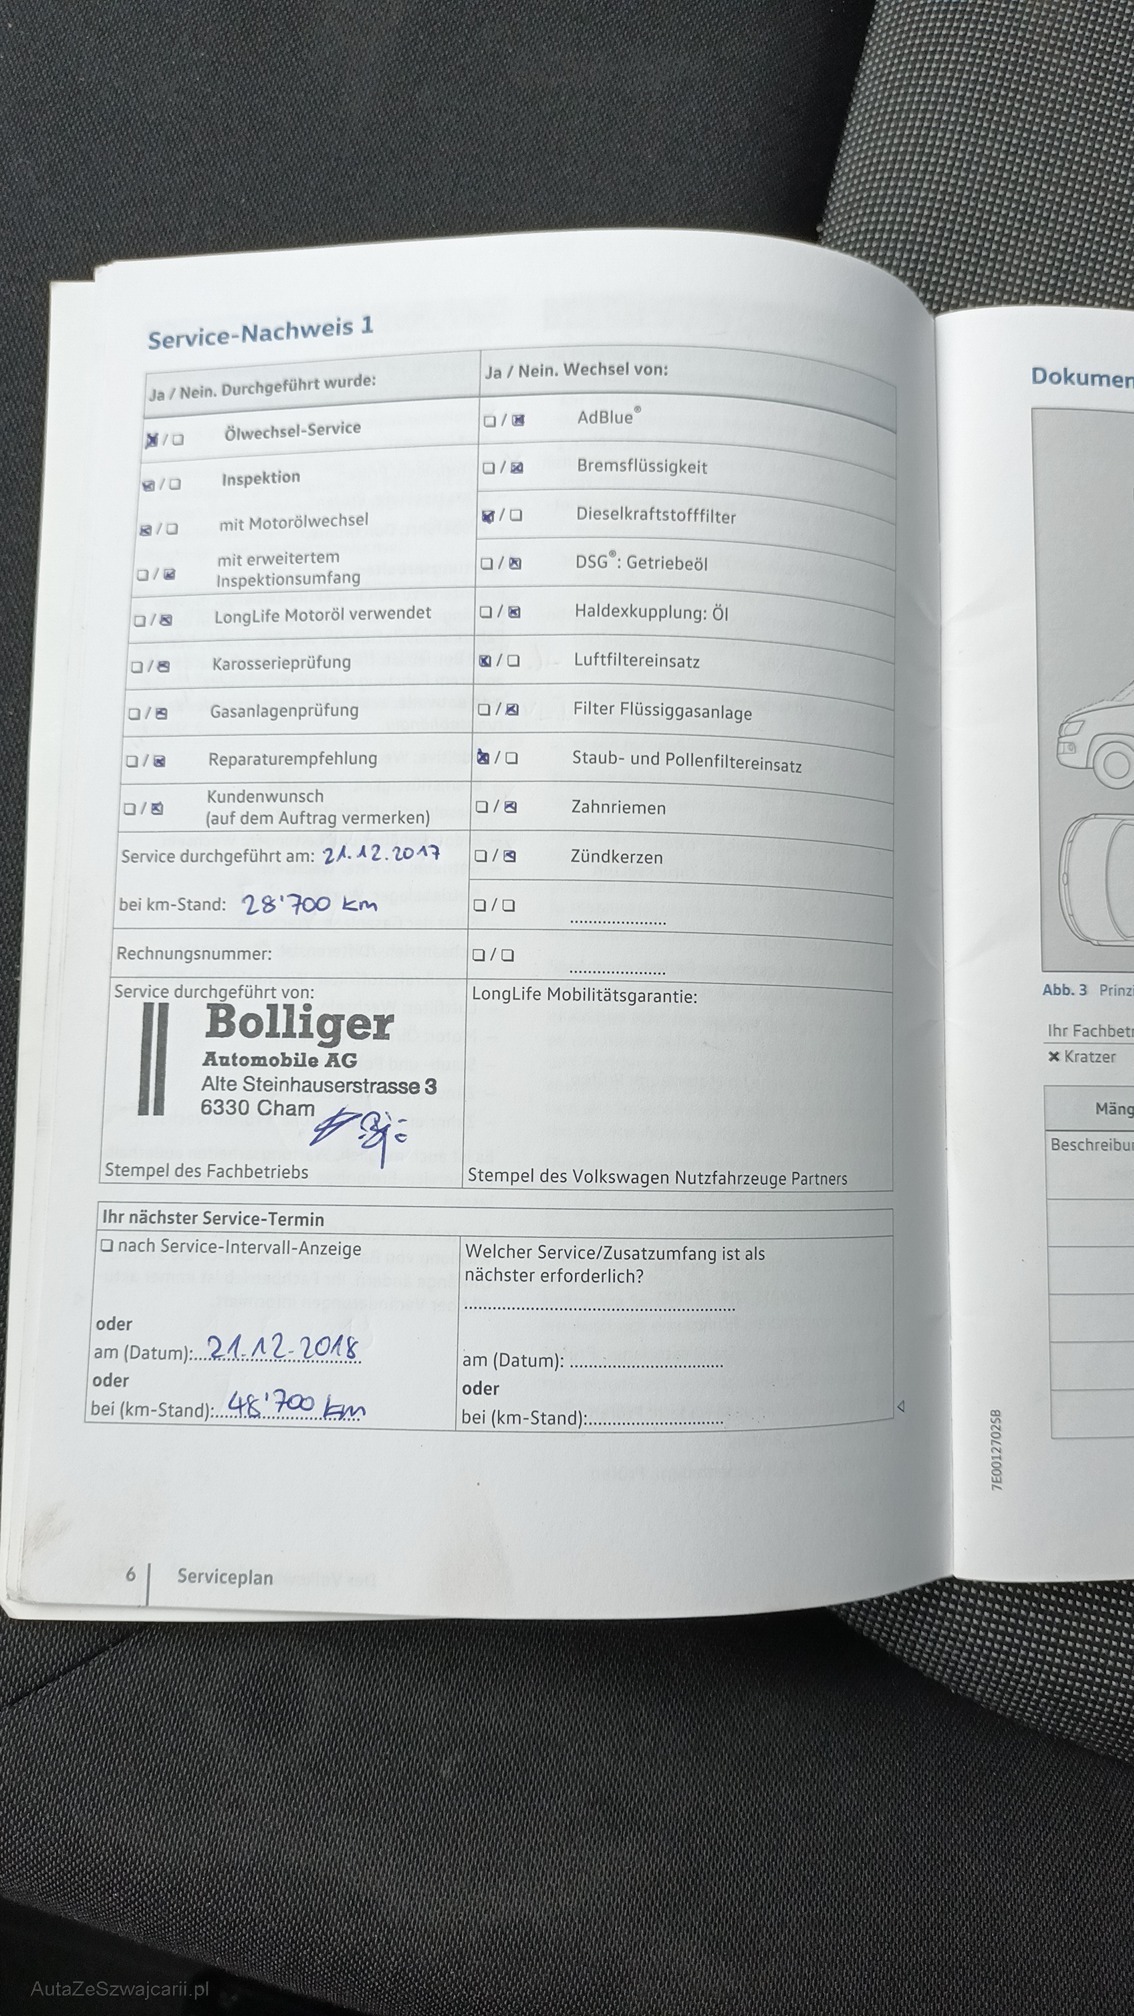 Service-Nachweis 1
Ja / Nein. Durchgeführt wurde:
Ölwechsel-Service
Inspektion
mit Motorölwechsel
mit erweitertem
Inspektionsumfang
LongLife Motoröl verwendet
Karosserieprüfung
Gasanlagenprüfung
Reparaturempfehlung
Kundenwunsch
(auf dem Auftrag vermerken)
Service durchgeführt am: 21.12.2017
bei km-Stand: 28'700 km
Rechnungsnummer:
Service durchgeführt von:
Bolliger
Automobile AG
Alte Steinhauserstrasse 3
6330 Cham
Stempel des Fachbetriebs
Ja / Nein. Wechsel von:
AdBlue®
Bremsflüssigkeit
Dieselkraftstofffilter
DSG®: Getriebeöl
Haldexkupplung: Öl
Luftfiltereinsatz
Filter Flüssiggasanlage
Staub- und Pollenfiltereinsatz
Zahnriemen
Zündkerzen
LongLife Mobilitätsgarantie:
Stempel des Volkswagen Nutzfahrzeuge Partners
Ihr nächster Service-Termin
nach Service-Intervall-Anzeige
oder
am (Datum): 21.12.2018
oder
bei (km-Stand): 48'700 km
Welcher Service/Zusatzumfang ist als
nächster erforderlich?
am (Datum):
oder
bei (km-Stand):
6 Serviceplan
Dokumen
Abb. 3 Prinzi
Ihr Fachbetr
Kratzer
Mäng
Beschreibu
7E0012702SB
AutaZeSzwajcarii.pl